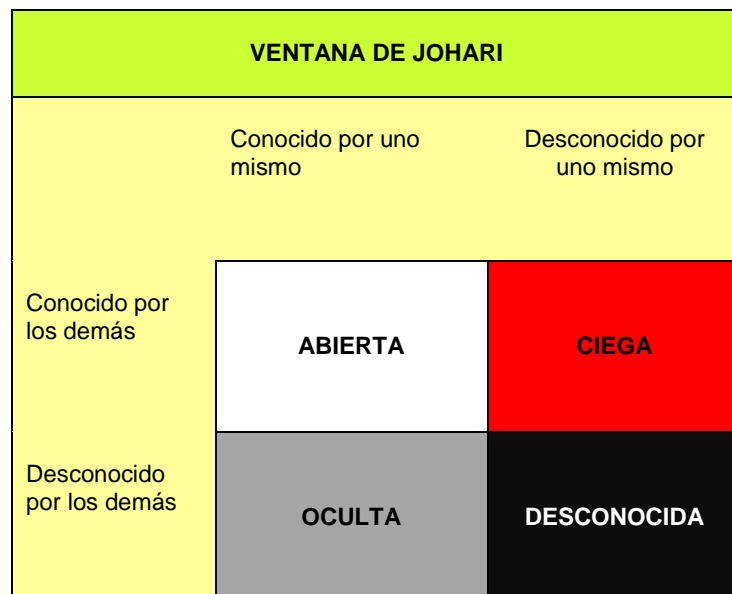 VENTANA DE JOHARI
Conocido por uno
mismo
Desconocido por
uno mismo
Conocido por
los demás
ABIERTA
CIEGA
Desconocido
por los demás
OCULTA
DESCONOCIDA